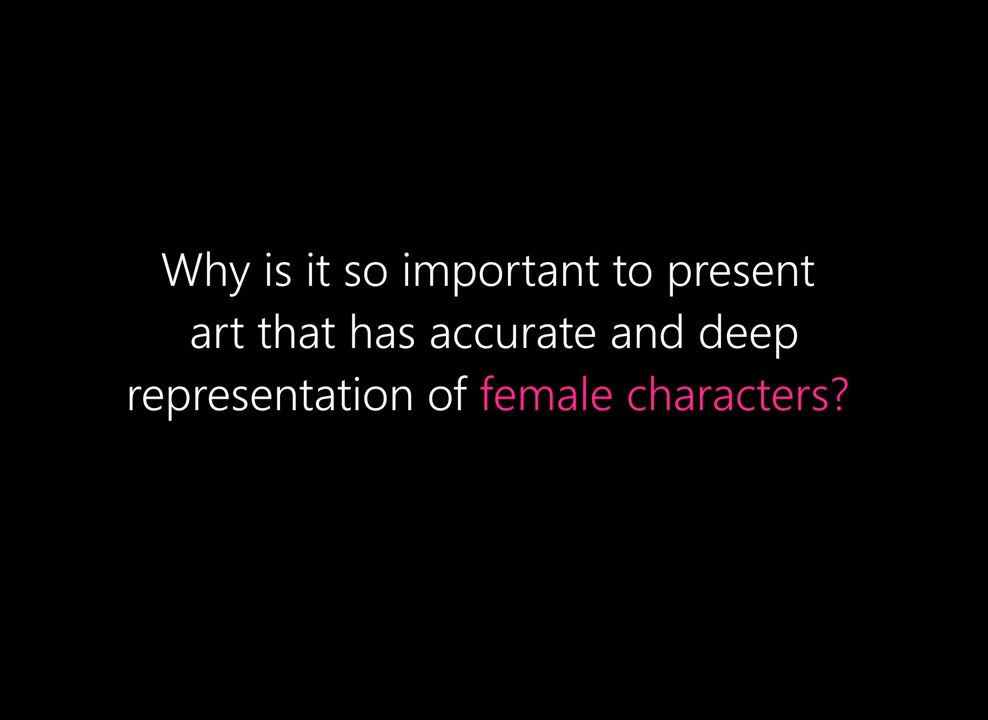 Why is it so important to present
art that has accurate and deep
representation of female characters?